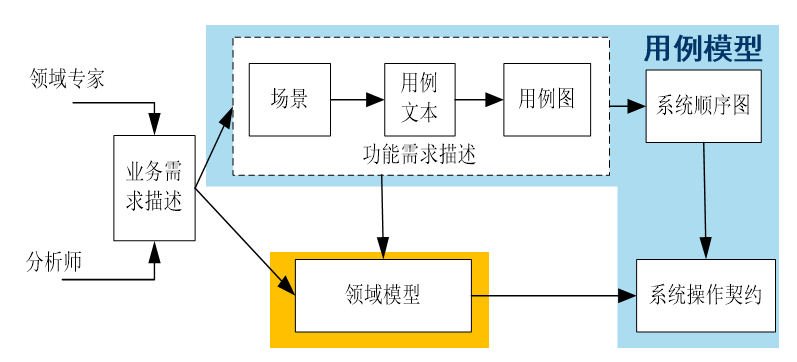 用例模型
领域专家
场景
用例
文本
用例图
系统顺序图
功能需求描述
业务需
求描述
分析师
领域模型
系统操作契约